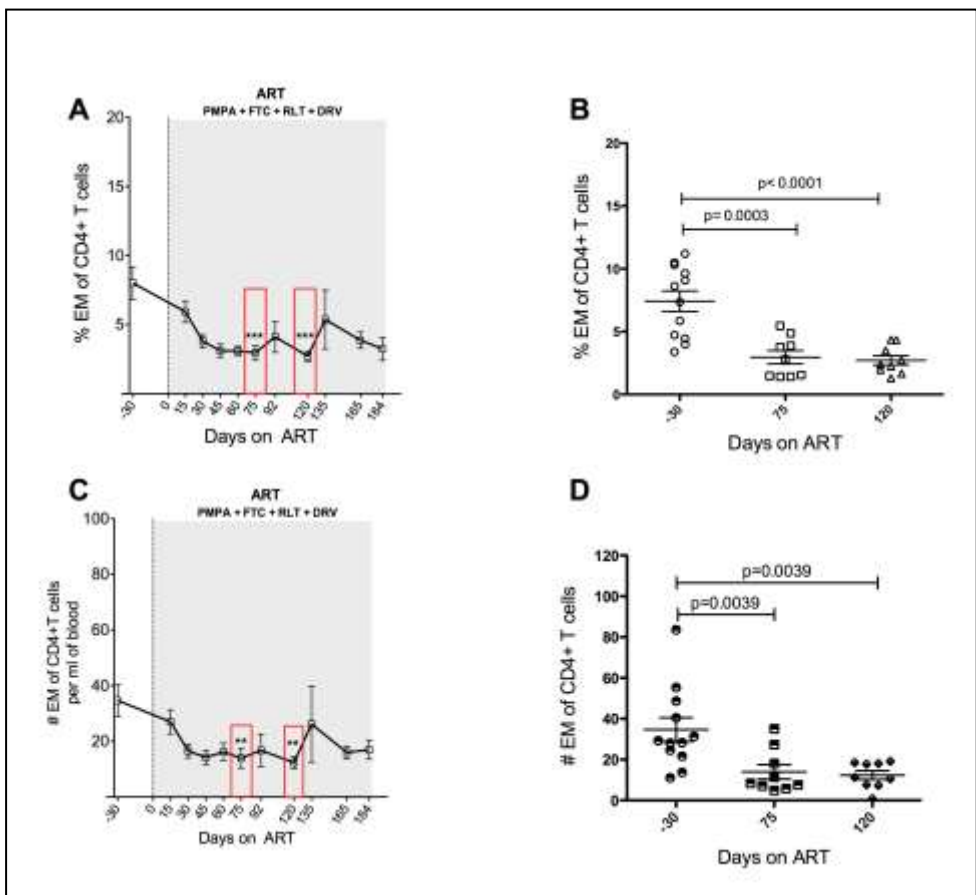 A
ART
PMPA + FTC + RLT + DRV
% EM of CD4+ T cells
20
15
10
5
***
***
-30
0
15
30
45
60
75
92
120
135
165
184
Days on ART
B
% EM of CD4+ T cells
20
15
10
5
0
p< 0.0001
p= 0.0003
-30
75
120
Days on ART
C
ART
PMPA + FTC + RLT + DRV
# EM of CD4+T cells
per ml of blood
100
80
60
40
20
**
**
-30
0
15
30
45
60
75
92
120
135
165
184
Days on ART
D
# EM of CD4+ T cells
120
100
80
60
40
20
0
p=0.0039
p=0.0039
-30
75
120
Days on ART